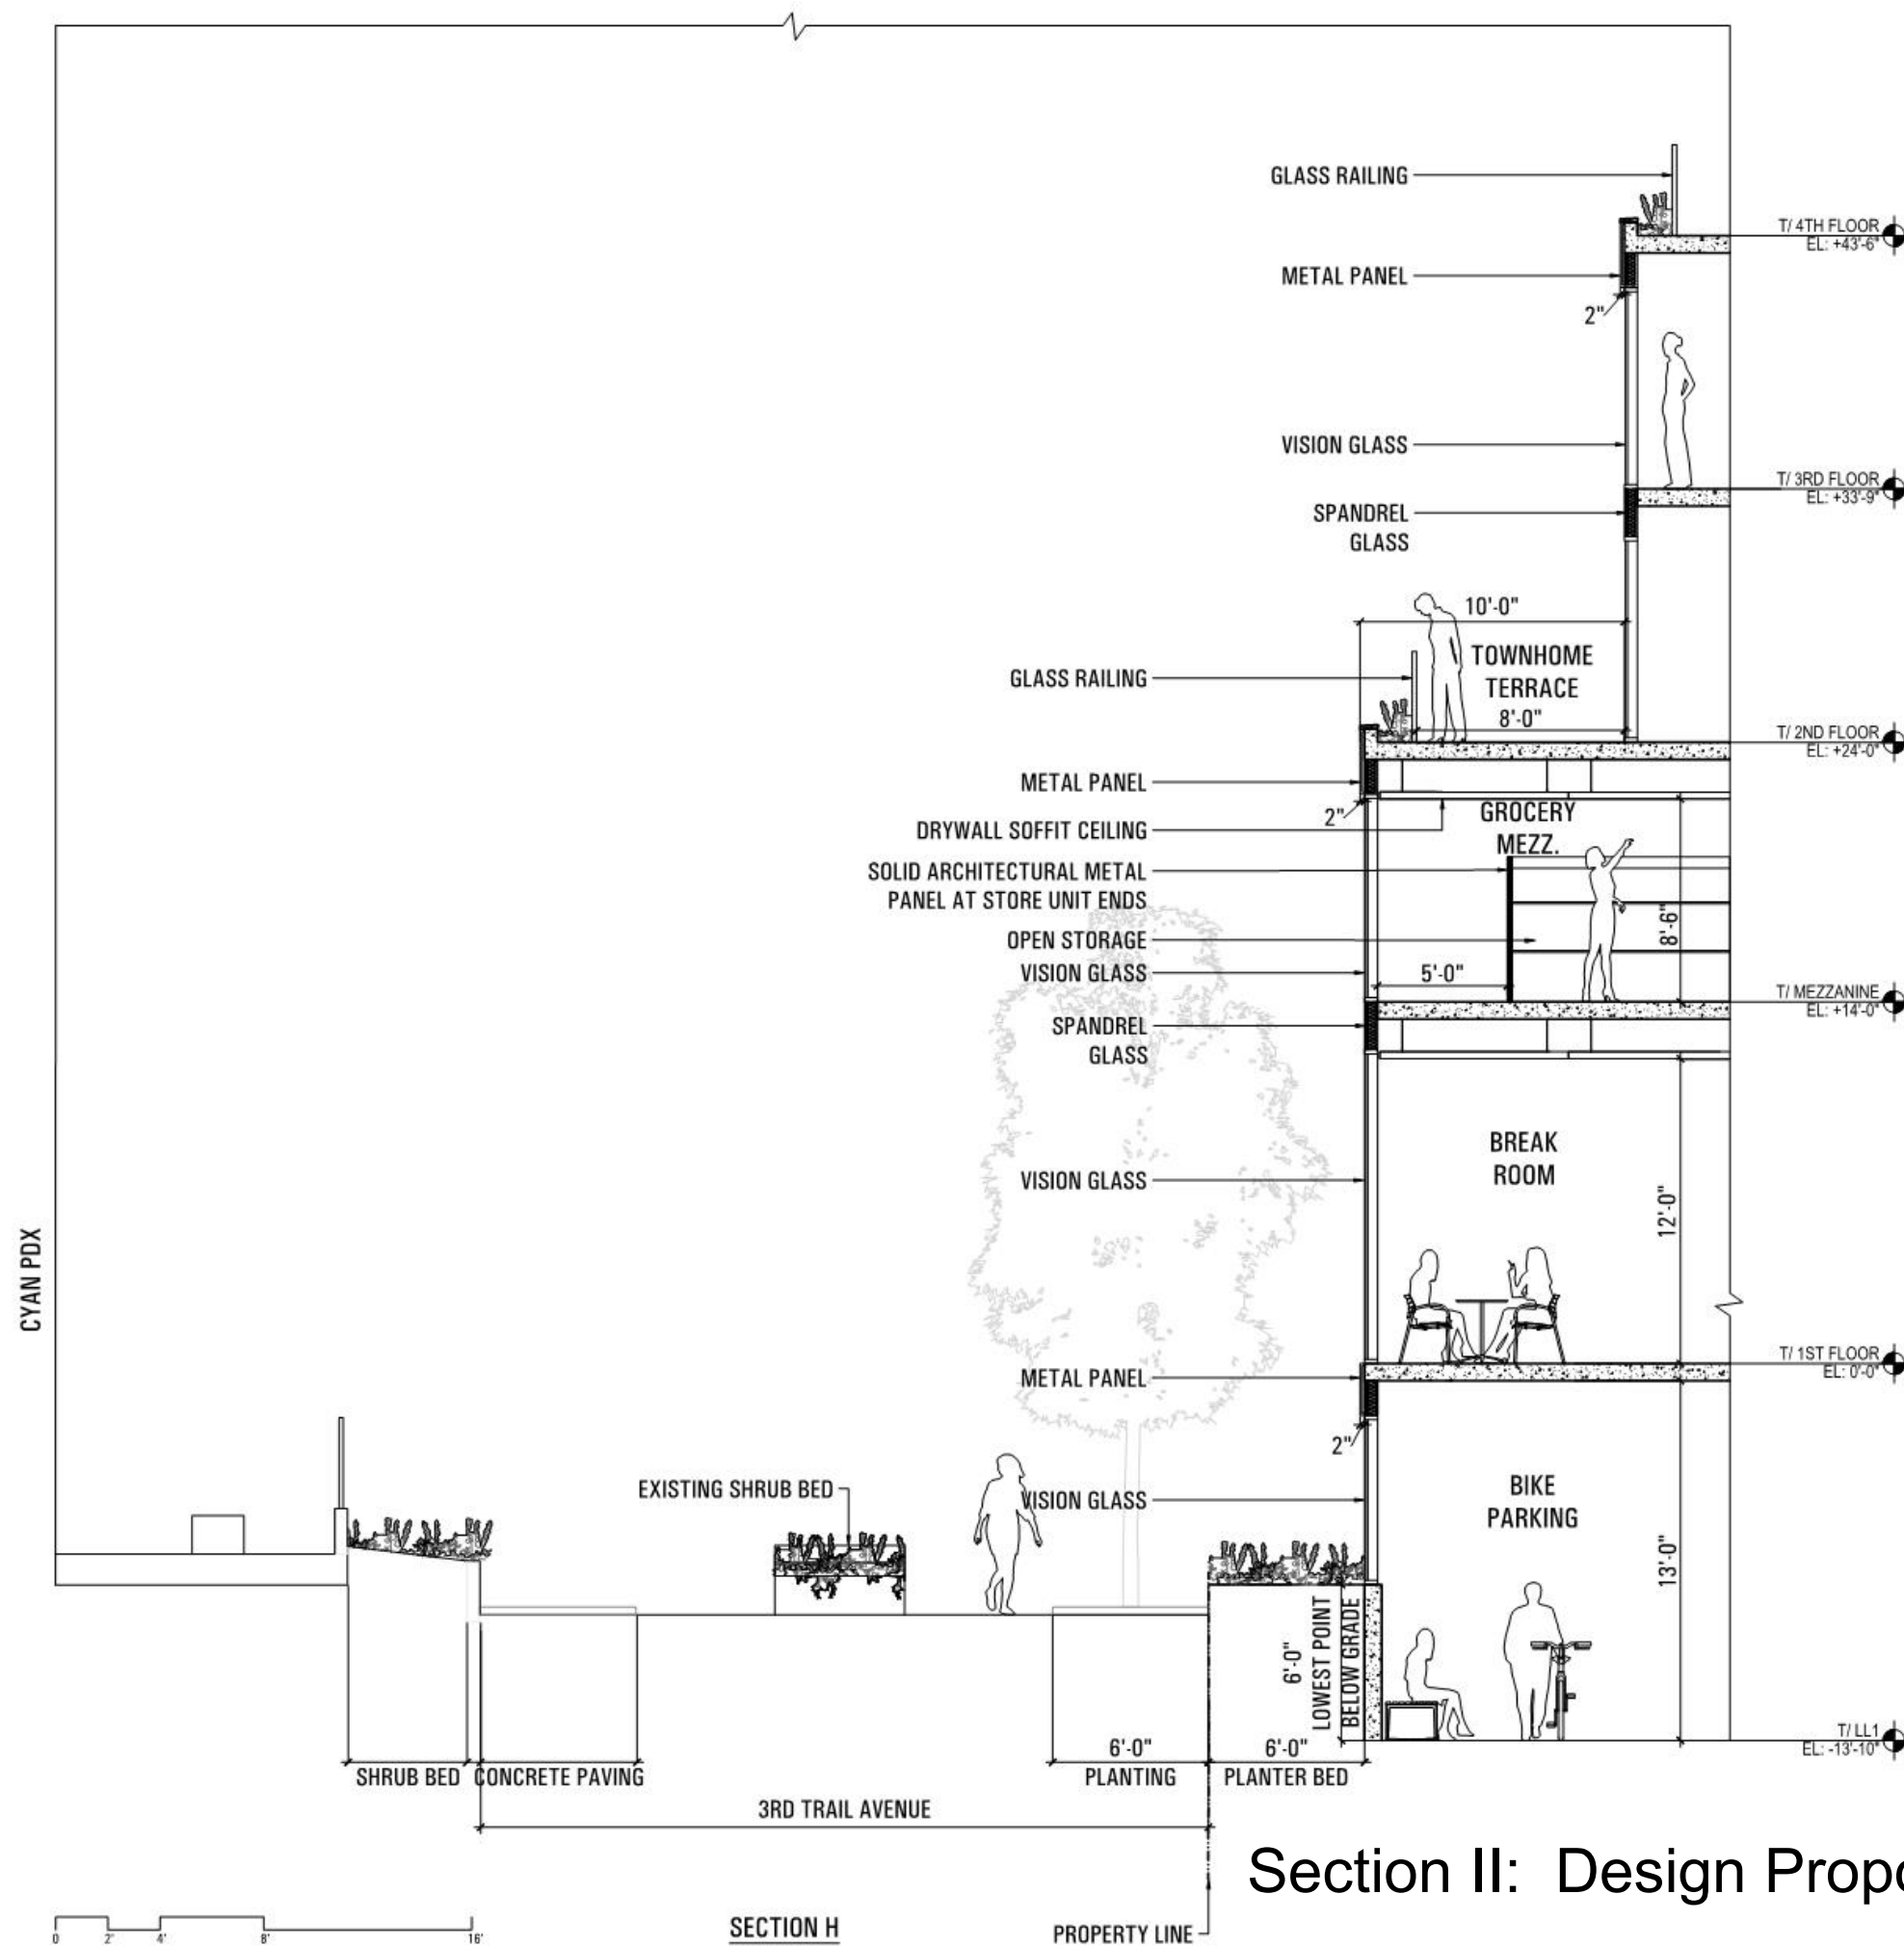 GLASS RAILING
T/ 4TH FLOOR
EL: +43'-6"
METAL PANEL
2"
VISION GLASS
T/ 3RD FLOOR
EL: +33'-9"
SPANDREL
GLASS
10'-0"
TOWNHOME
TERRACE
8'-0"
GLASS RAILING
T/ 2ND FLOOR
EL: +24'-0"
METAL PANEL
2"
GROCERY
MEZZ.
DRYWALL SOFFIT CEILING
SOLID ARCHITECTURAL METAL
PANEL AT STORE UNIT ENDS
OPEN STORAGE
8'-6"
VISION GLASS
5'-0"
T/ MEZZANINE
EL: +14'-0"
SPANDREL
GLASS
BREAK
ROOM
VISION GLASS
12'-0"
CYAN PDX
T/ 1ST FLOOR
EL: 0'-0"
METAL PANEL
2"
EXISTING SHRUB BED
VISION GLASS
BIKE
PARKING
13'-0"
6'-0"
LOWEST POINT
BELOW GRADE
T/ LL1
EL: -13'-10"
6'-0"
6'-0"
SHRUB BED
CONCRETE PAVING
PLANTING
PLANTER BED
3RD TRAIL AVENUE
Section II: Design Propo
SECTION H
PROPERTY LINE
0 2' 4' 8' 16'